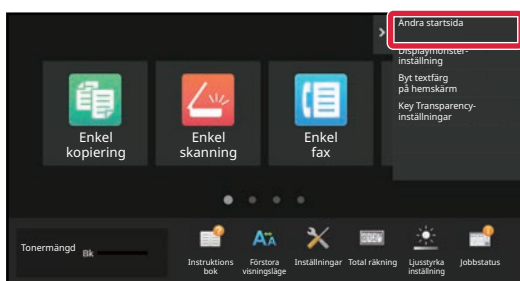 Ändra startsida
Displaymönster-
inställning
Byt textfärg
på hemskärm
Key Transparency-
inställningar
Enkel
kopiering
Enkel
skanning
Enkel
fax
Tonermängd
Bk
Instruktions
bok
Förstora
visningsläge
Inställningar
Total räkning
Ljusstyrka
inställning
Jobbstatus